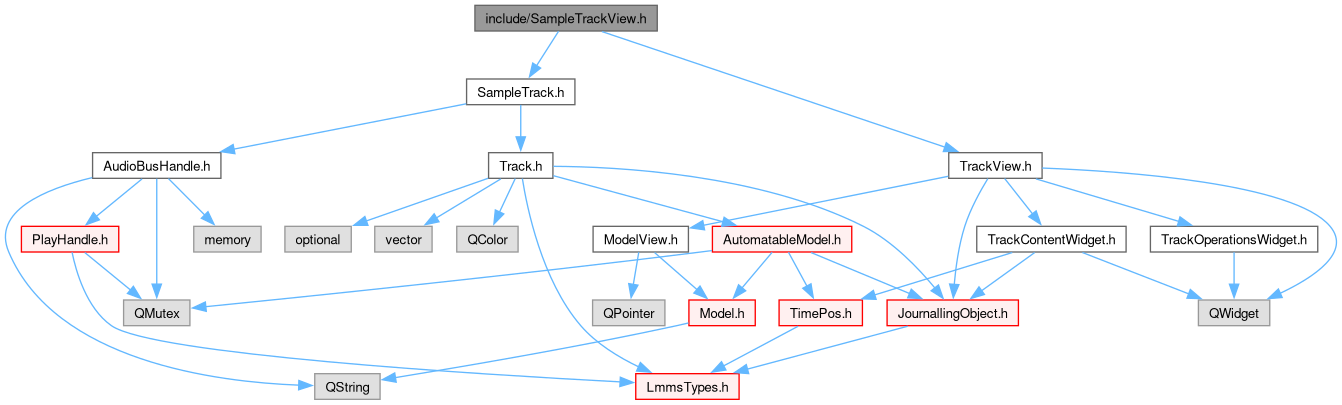 include/SampleTrackView.h
SampleTrack.h
AudioBusHandle.h
Track.h
TrackView.h
PlayHandle.h
memory
optional
vector
QColor
ModelView.h
AutomatableModel.h
TrackContentWidget.h
TrackOperationsWidget.h
QMutex
QPointer
Model.h
TimePos.h
JournallingObject.h
QWidget
QString
LmmsTypes.h